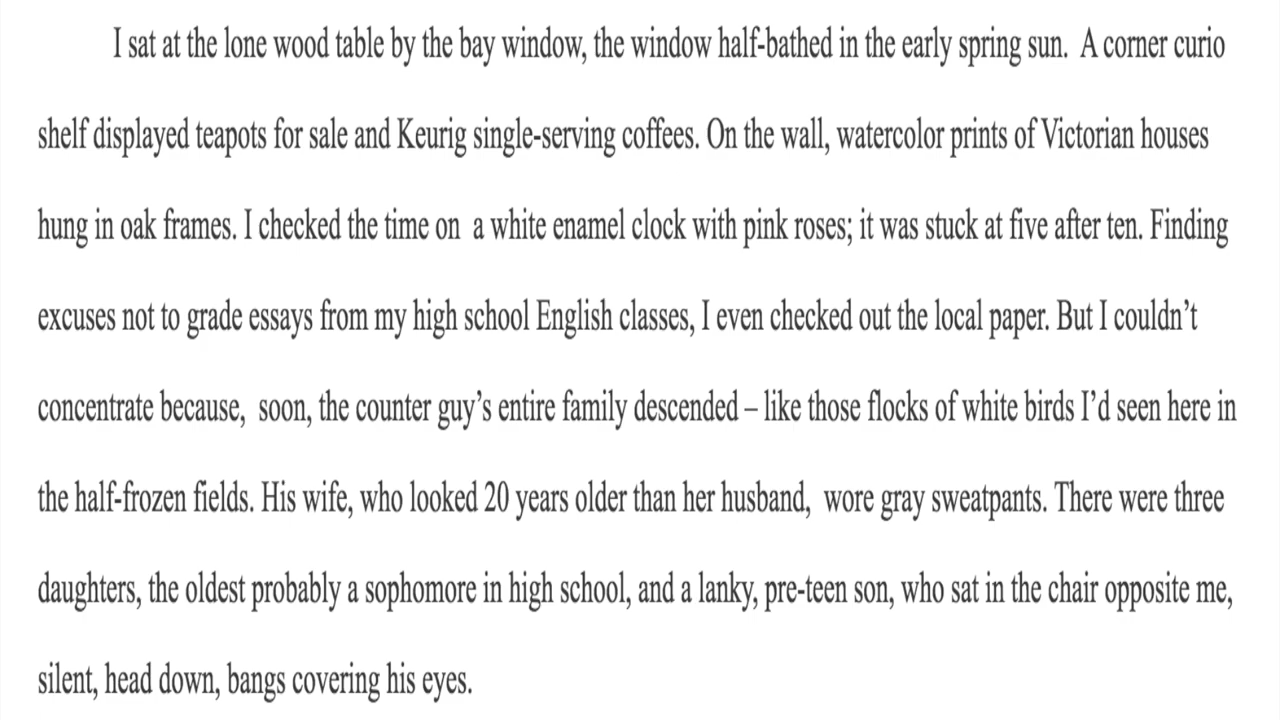 I sat at the lone wood table by the bay window, the window half-bathed in the early spring sun.  A corner curio
shelf displayed teapots for sale and Keurig single-serving coffees. On the wall, watercolor prints of Victorian houses
hung in oak frames. I checked the time on  a white enamel clock with pink roses; it was stuck at five after ten. Finding
excuses not to grade essays from my high school English classes, I even checked out the local paper. But I couldn’t
concentrate because,  soon, the counter guy’s entire family descended – like those flocks of white birds I’d seen here in
the half-frozen fields. His wife, who looked 20 years older than her husband,  wore gray sweatpants. There were three
daughters, the oldest probably a sophomore in high school, and a lanky, pre-teen son, who sat in the chair opposite me,
silent, head down, bangs covering his eyes.